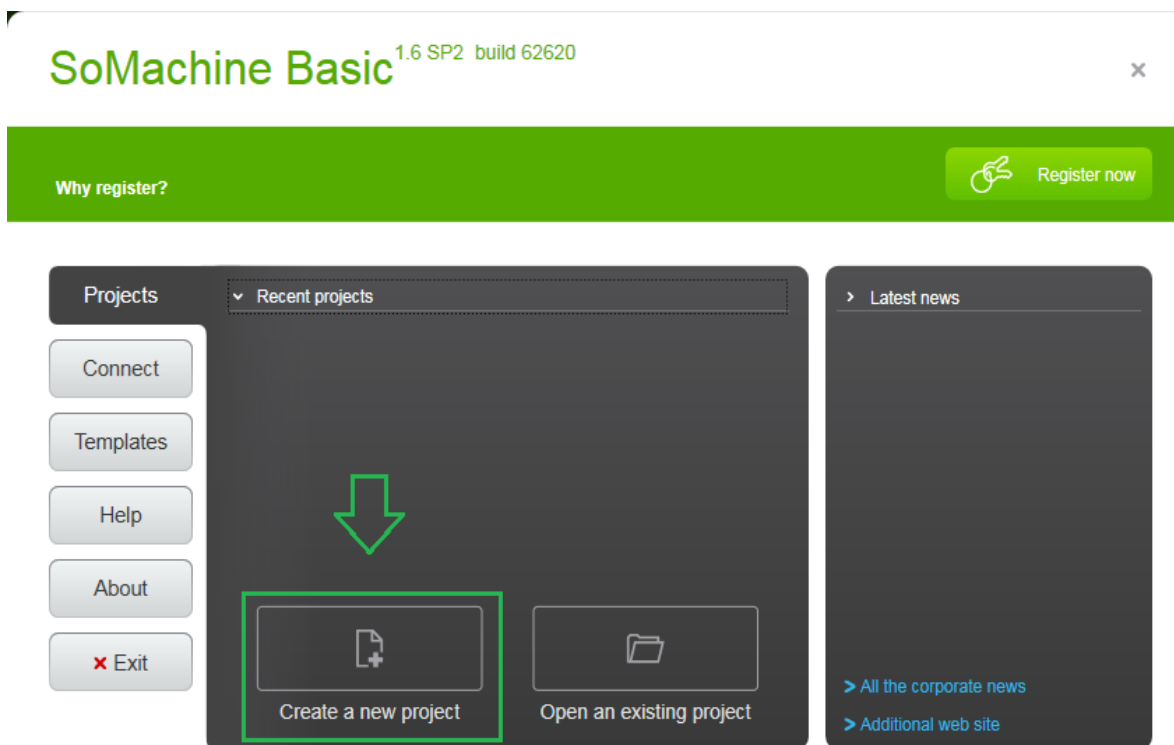 SoMachine Basic 1.6 SP2 build 62620
Why register?
Register now
Projects
Connect
Templates
Help
About
Exit
Recent projects
Create a new project
Open an existing project
Latest news
All the corporate news
Additional web site